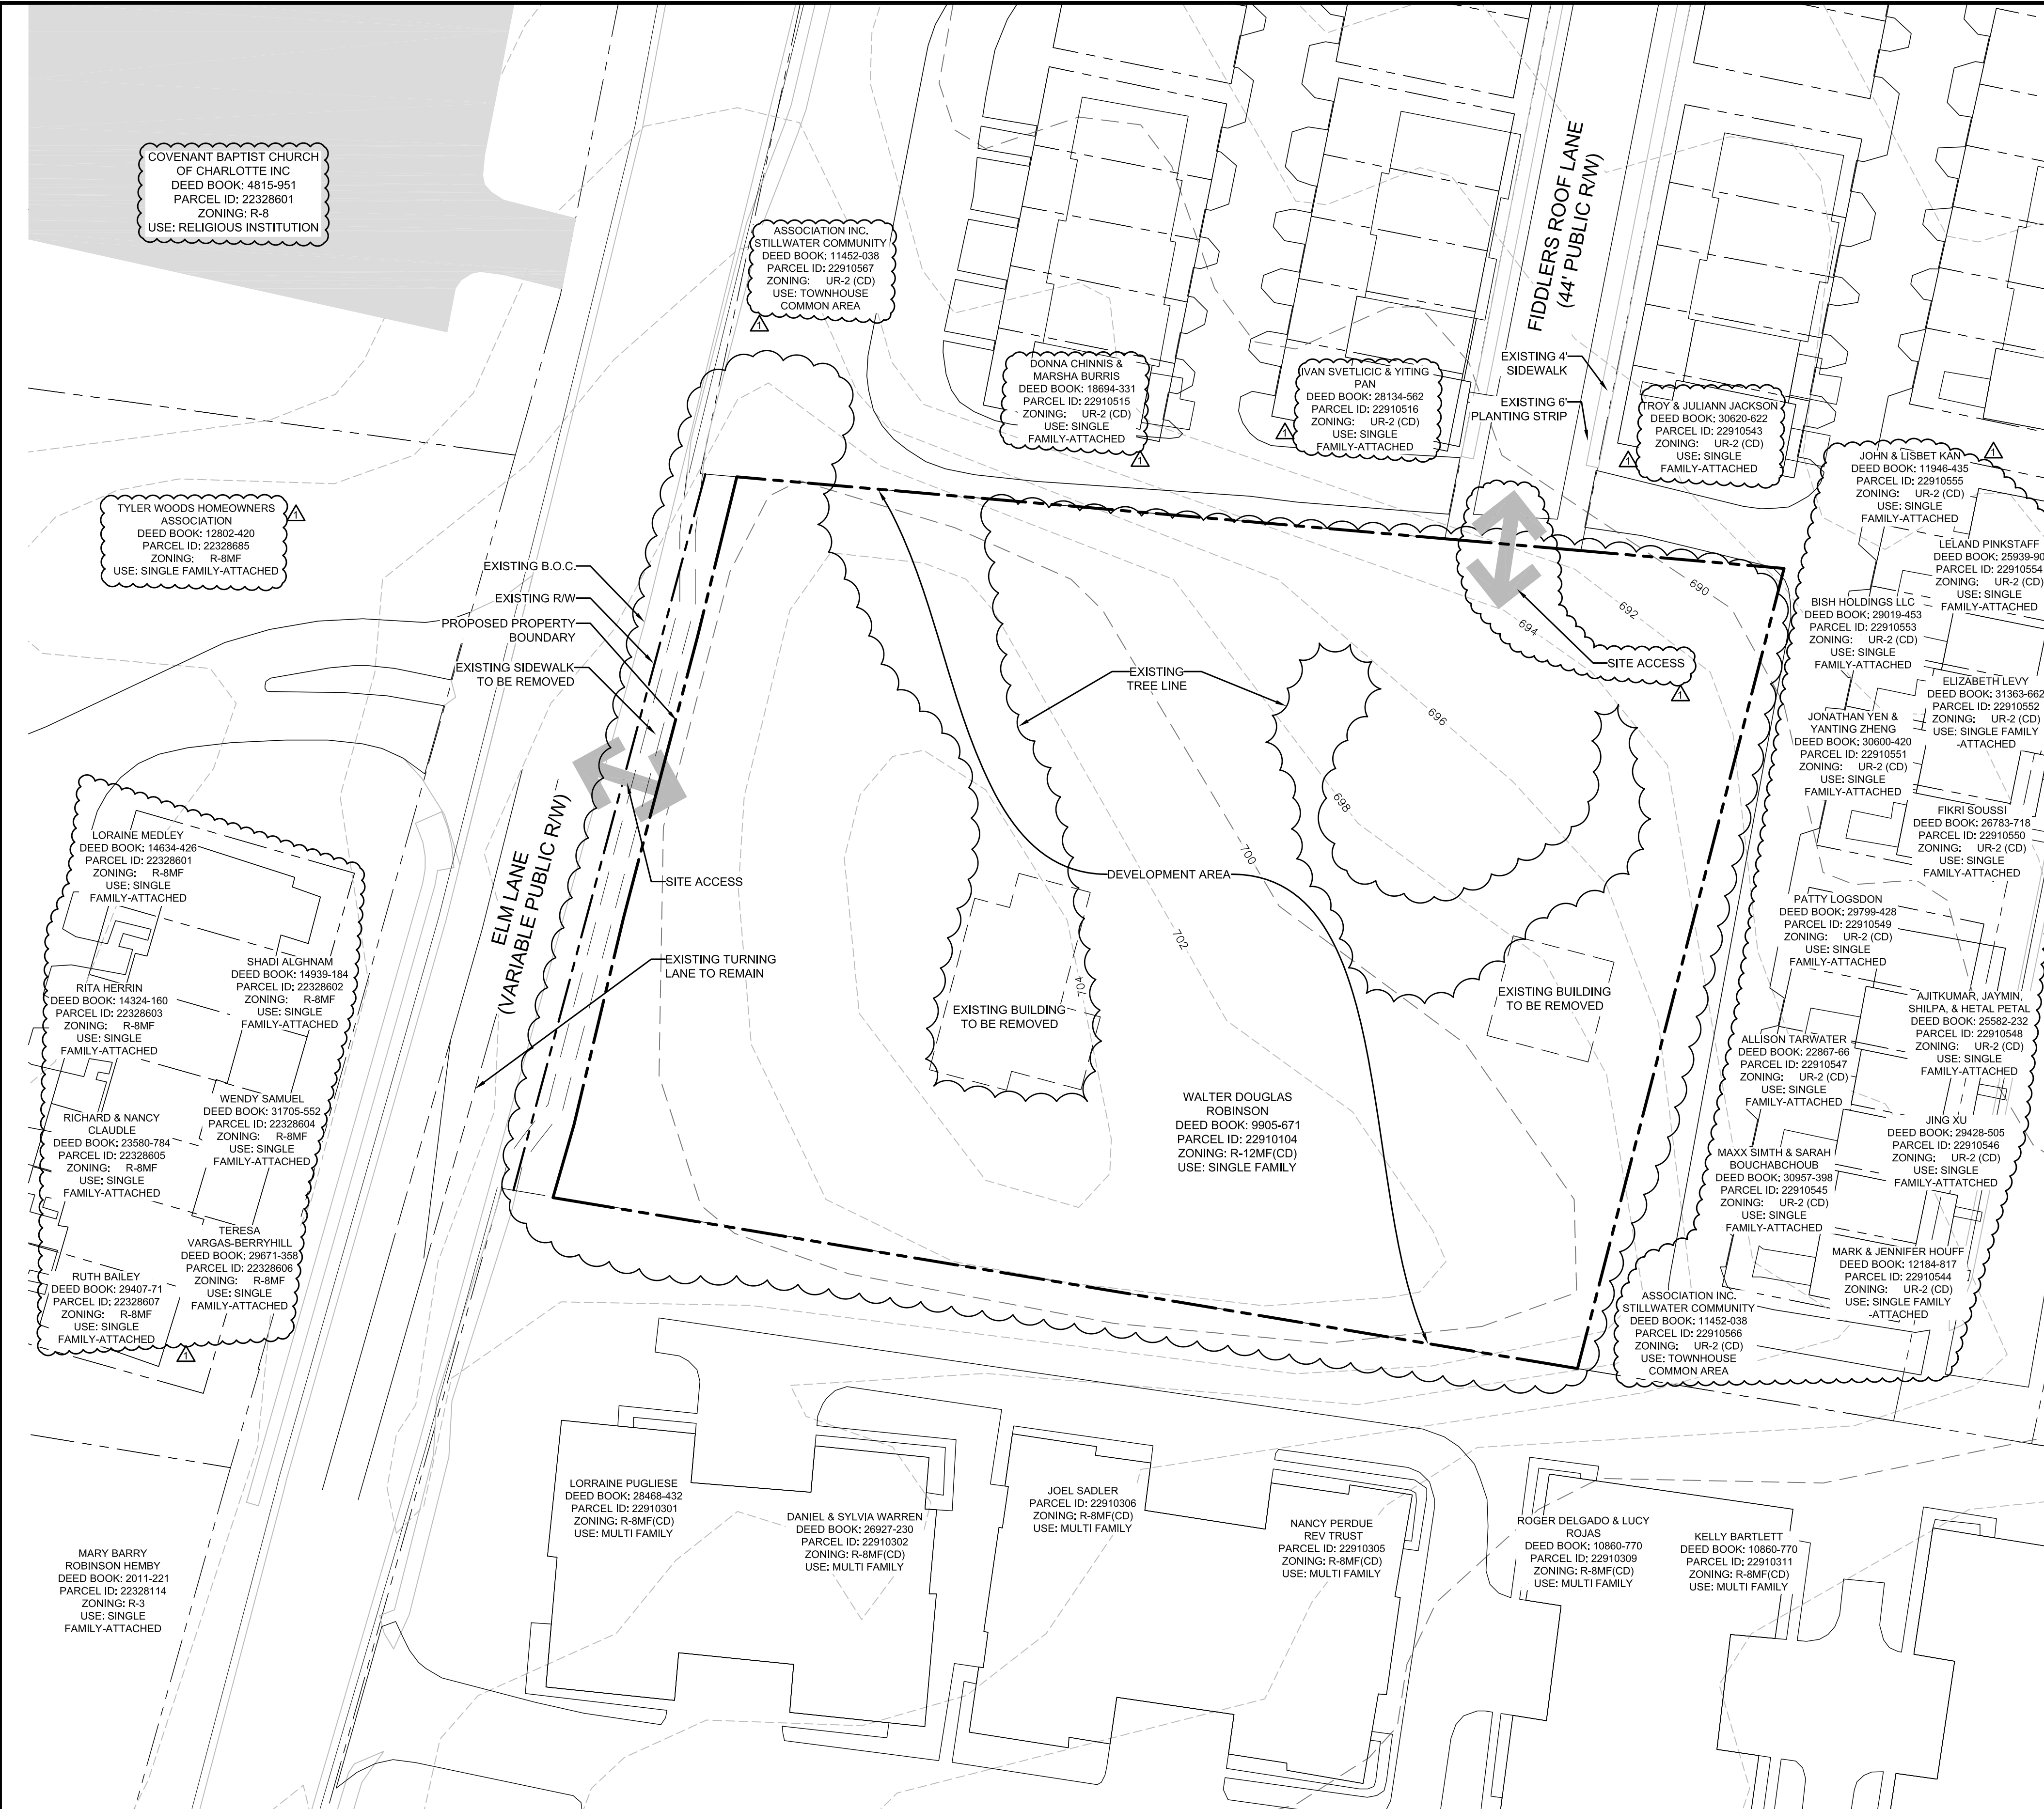 COVENANT BAPTIST CHURCH
OF CHARLOTTE INC
DEED BOOK: 4815-951
PARCEL ID: 22328601
ZONING: R-8
USE: RELIGIOUS INSTITUTION
ASSOCIATION INC.
STILLWATER COMMUNITY
DEED BOOK: 11452-038
PARCEL ID: 22910567
ZONING: UR-2 (CD)
USE: TOWNHOUSE
COMMON AREA
1
DONNA CHINNIS &
MARSHA BURRIS
DEED BOOK: 18694-331
PARCEL ID: 22910515
ZONING: UR-2 (CD)
USE: SINGLE
FAMILY-ATTACHED
1
IVAN SVETLICIC & YITING
PAN
DEED BOOK: 28134-562
PARCEL ID: 22910516
ZONING: UR-2 (CD)
USE: SINGLE
FAMILY-ATTACHED
1
FIDDLERS ROOF LANE
(44' PUBLIC R/W)
EXISTING 4'
SIDEWALK
EXISTING 6'
PLANTING STRIP
TROY & JULIANN JACKSON
DEED BOOK: 30620-622
PARCEL ID: 22910543
ZONING: UR-2 (CD)
USE: SINGLE
FAMILY-ATTACHED
1
JOHN & LISBET KAN
DEED BOOK: 11946-435
PARCEL ID: 22910555
ZONING: UR-2 (CD)
USE: SINGLE
FAMILY-ATTACHED
1
LELAND PINKSTAFF
DEED BOOK: 25939-90
PARCEL ID: 22910554
ZONING: UR-2 (CD)
USE: SINGLE
FAMILY-ATTACHED
BISH HOLDINGS LLC
DEED BOOK: 29019-453
PARCEL ID: 22910553
ZONING: UR-2 (CD)
USE: SINGLE
FAMILY-ATTACHED
ELIZABETH LEVY
DEED BOOK: 31363-662
PARCEL ID: 22910552
ZONING: UR-2 (CD)
USE: SINGLE FAMILY
-ATTACHED
JONATHAN YEN &
YANTING ZHENG
DEED BOOK: 30600-420
PARCEL ID: 22910551
ZONING: UR-2 (CD)
USE: SINGLE
FAMILY-ATTACHED
FIKRI SOUSSI
DEED BOOK: 26783-718
PARCEL ID: 22910550
ZONING: UR-2 (CD)
USE: SINGLE
FAMILY-ATTACHED
PATTY LOGSDON
DEED BOOK: 29799-428
PARCEL ID: 22910549
ZONING: UR-2 (CD)
USE: SINGLE
FAMILY-ATTACHED
AJITKUMAR, JAYMIN,
SHILPA, & HETAL PETAL
DEED BOOK: 25582-232
PARCEL ID: 22910548
ZONING: UR-2 (CD)
USE: SINGLE
FAMILY-ATTACHED
ALLISON TARWATER
DEED BOOK: 22867-66
PARCEL ID: 22910547
ZONING: UR-2 (CD)
USE: SINGLE
FAMILY-ATTACHED
JING XU
DEED BOOK: 29428-505
PARCEL ID: 22910546
ZONING: UR-2 (CD)
USE: SINGLE
FAMILY-ATTATCHED
MAXX SIMTH & SARAH
BOUCHABCHOUB
DEED BOOK: 30957-398
PARCEL ID: 22910545
ZONING: UR-2 (CD)
USE: SINGLE
FAMILY-ATTACHED
MARK & JENNIFER HOUFF
DEED BOOK: 12184-817
PARCEL ID: 22910544
ZONING: UR-2 (CD)
USE: SINGLE FAMILY
-ATTACHED
ASSOCIATION INC.
STILLWATER COMMUNITY
DEED BOOK: 11452-038
PARCEL ID: 22910566
ZONING: UR-2 (CD)
USE: TOWNHOUSE
COMMON AREA
TYLER WOODS HOMEOWNERS
ASSOCIATION
DEED BOOK: 12802-420
PARCEL ID: 22328685
ZONING: R-8MF
USE: SINGLE FAMILY-ATTACHED
1
EXISTING B.O.C.
EXISTING R/W
PROPOSED PROPERTY
BOUNDARY
EXISTING SIDEWALK
TO BE REMOVED
690
692
694
SITE ACCESS
1
EXISTING
TREE LINE
696
698
700
702
704
DEVELOPMENT AREA
SITE ACCESS
ELM LANE
(VARIABLE PUBLIC R/W)
EXISTING TURNING
LANE TO REMAIN
EXISTING BUILDING
TO BE REMOVED
EXISTING BUILDING
TO BE REMOVED
WALTER DOUGLAS
ROBINSON
DEED BOOK: 9905-671
PARCEL ID: 22910104
ZONING: R-12MF(CD)
USE: SINGLE FAMILY
LORAINE MEDLEY
DEED BOOK: 14634-426
PARCEL ID: 22328601
ZONING: R-8MF
USE: SINGLE
FAMILY-ATTACHED
SHADI ALGHNAM
DEED BOOK: 14939-184
PARCEL ID: 22328602
ZONING: R-8MF
USE: SINGLE
FAMILY-ATTACHED
RITA HERRIN
DEED BOOK: 14324-160
PARCEL ID: 22328603
ZONING: R-8MF
USE: SINGLE
FAMILY-ATTACHED
WENDY SAMUEL
DEED BOOK: 31705-552
PARCEL ID: 22328604
ZONING: R-8MF
USE: SINGLE
FAMILY-ATTACHED
RICHARD & NANCY
CLAUDLE
DEED BOOK: 23580-784
PARCEL ID: 22328605
ZONING: R-8MF
USE: SINGLE
FAMILY-ATTACHED
TERESA
VARGAS-BERRYHILL
DEED BOOK: 29671-358
PARCEL ID: 22328606
ZONING: R-8MF
USE: SINGLE
FAMILY-ATTACHED
RUTH BAILEY
DEED BOOK: 29407-71
PARCEL ID: 22328607
ZONING: R-8MF
USE: SINGLE
FAMILY-ATTACHED
1
MARY BARRY
ROBINSON HEMBY
DEED BOOK: 2011-221
PARCEL ID: 22328114
ZONING: R-3
USE: SINGLE
FAMILY-ATTACHED
LORRAINE PUGLIESE
DEED BOOK: 28468-432
PARCEL ID: 22910301
ZONING: R-8MF(CD)
USE: MULTI FAMILY
DANIEL & SYLVIA WARREN
DEED BOOK: 26927-230
PARCEL ID: 22910302
ZONING: R-8MF(CD)
USE: MULTI FAMILY
JOEL SADLER
PARCEL ID: 22910306
ZONING: R-8MF(CD)
USE: MULTI FAMILY
NANCY PERDUE
REV TRUST
PARCEL ID: 22910305
ZONING: R-8MF(CD)
USE: MULTI FAMILY
ROGER DELGADO & LUCY
ROJAS
DEED BOOK: 10860-770
PARCEL ID: 22910309
ZONING: R-8MF(CD)
USE: MULTI FAMILY
KELLY BARTLETT
DEED BOOK: 10860-770
PARCEL ID: 22910311
ZONING: R-8MF(CD)
USE: MULTI FAMILY